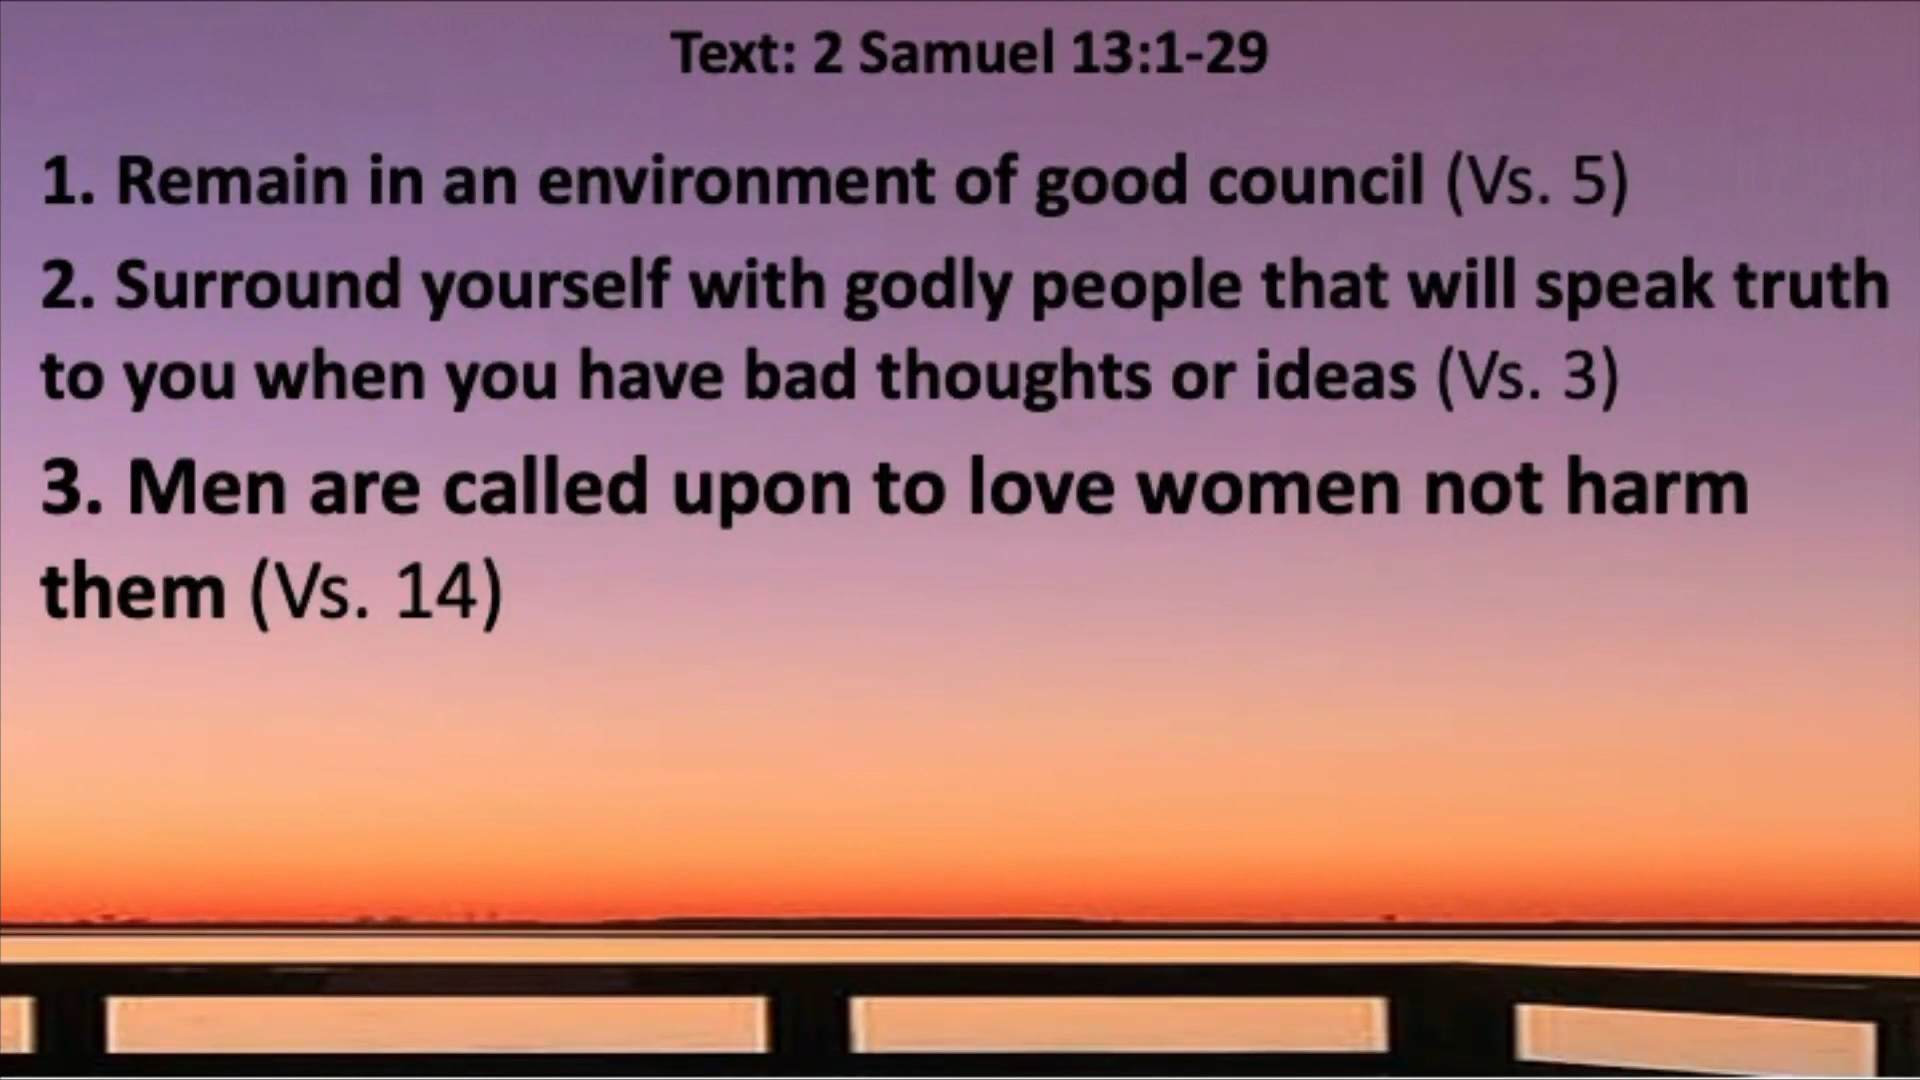 Text: 2 Samuel 13:1-29
1. Remain in an environment of good council (Vs. 5)
2. Surround yourself with godly people that will speak truth
to you when you have bad thoughts or ideas (Vs. 3)
3. Men are called upon to love women not harm
them (Vs. 14)